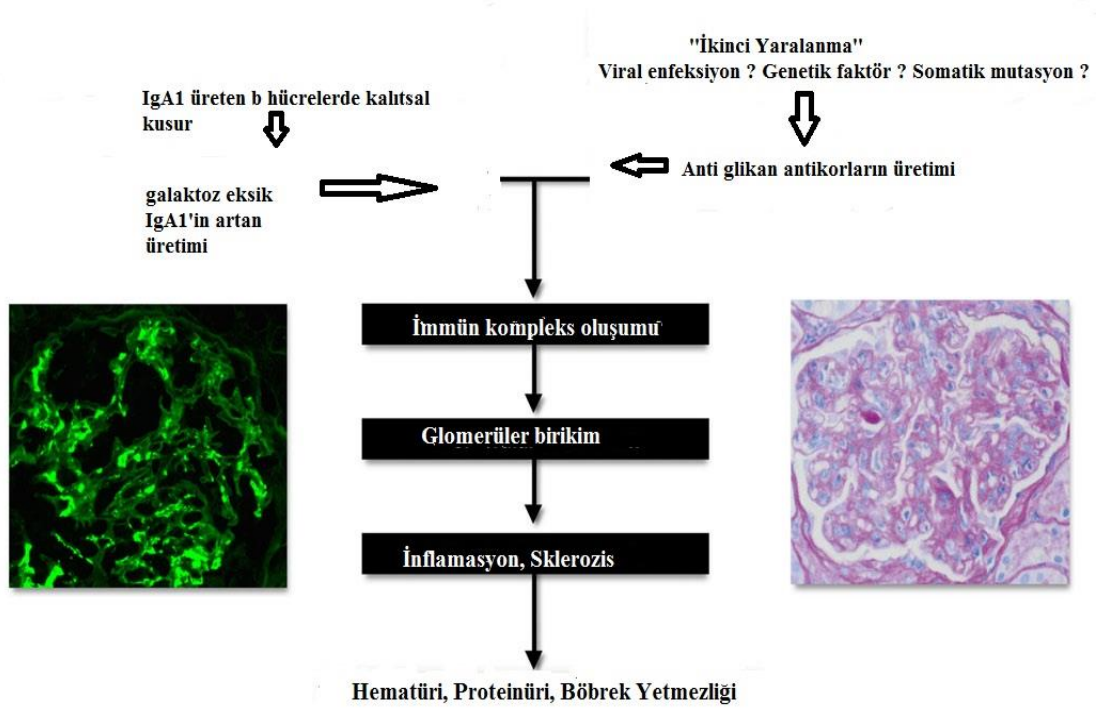 "İkinci Yaralanma"
Viral enfeksiyon ? Genetik faktör ? Somatik mutasyon ?
IgA1 üreten b hücrelerde kalıtsal
kusur
Anti glikan antikorların üretimi
galaktoz eksik
IgA1'in artan
üretimi
İmmün kompleks oluşumu
Glomerüler birikim
İnflamasyon, Sklerozis
Hematüri, Proteinüri, Böbrek Yetmezliği